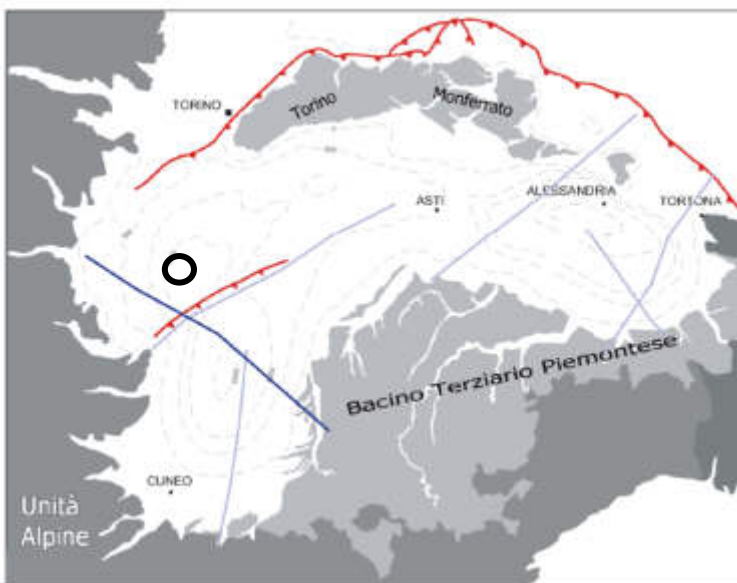 TORINO
Torino
Monferrato
ASTI
ALESSANDRIA
TORTONA
Bacino Terziario Piemontese
CUNEO
Unità
Alpine